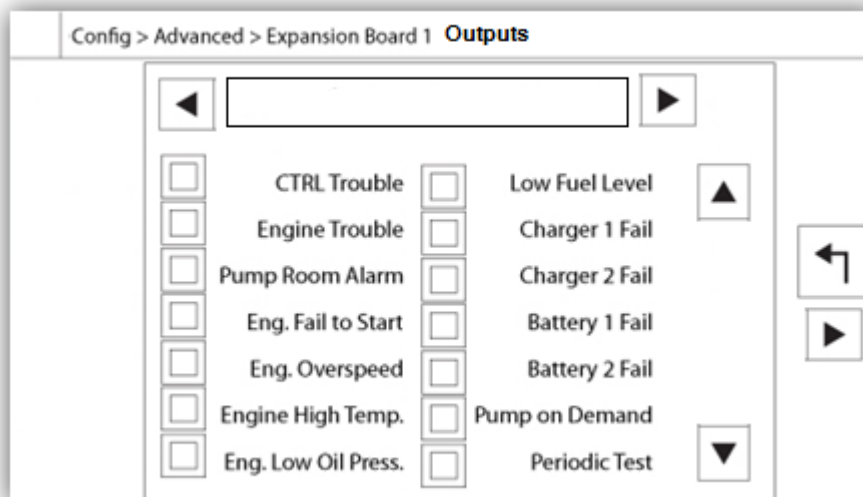 Config > Advanced > Expansion Board 1 Outputs
CTRL Trouble
Low Fuel Level
Engine Trouble
Charger 1 Fail
Pump Room Alarm
Charger 2 Fail
Eng. Fail to Start
Battery 1 Fail
Eng. Overspeed
Battery 2 Fail
Engine High Temp.
Pump on Demand
Eng. Low Oil Press.
Periodic Test